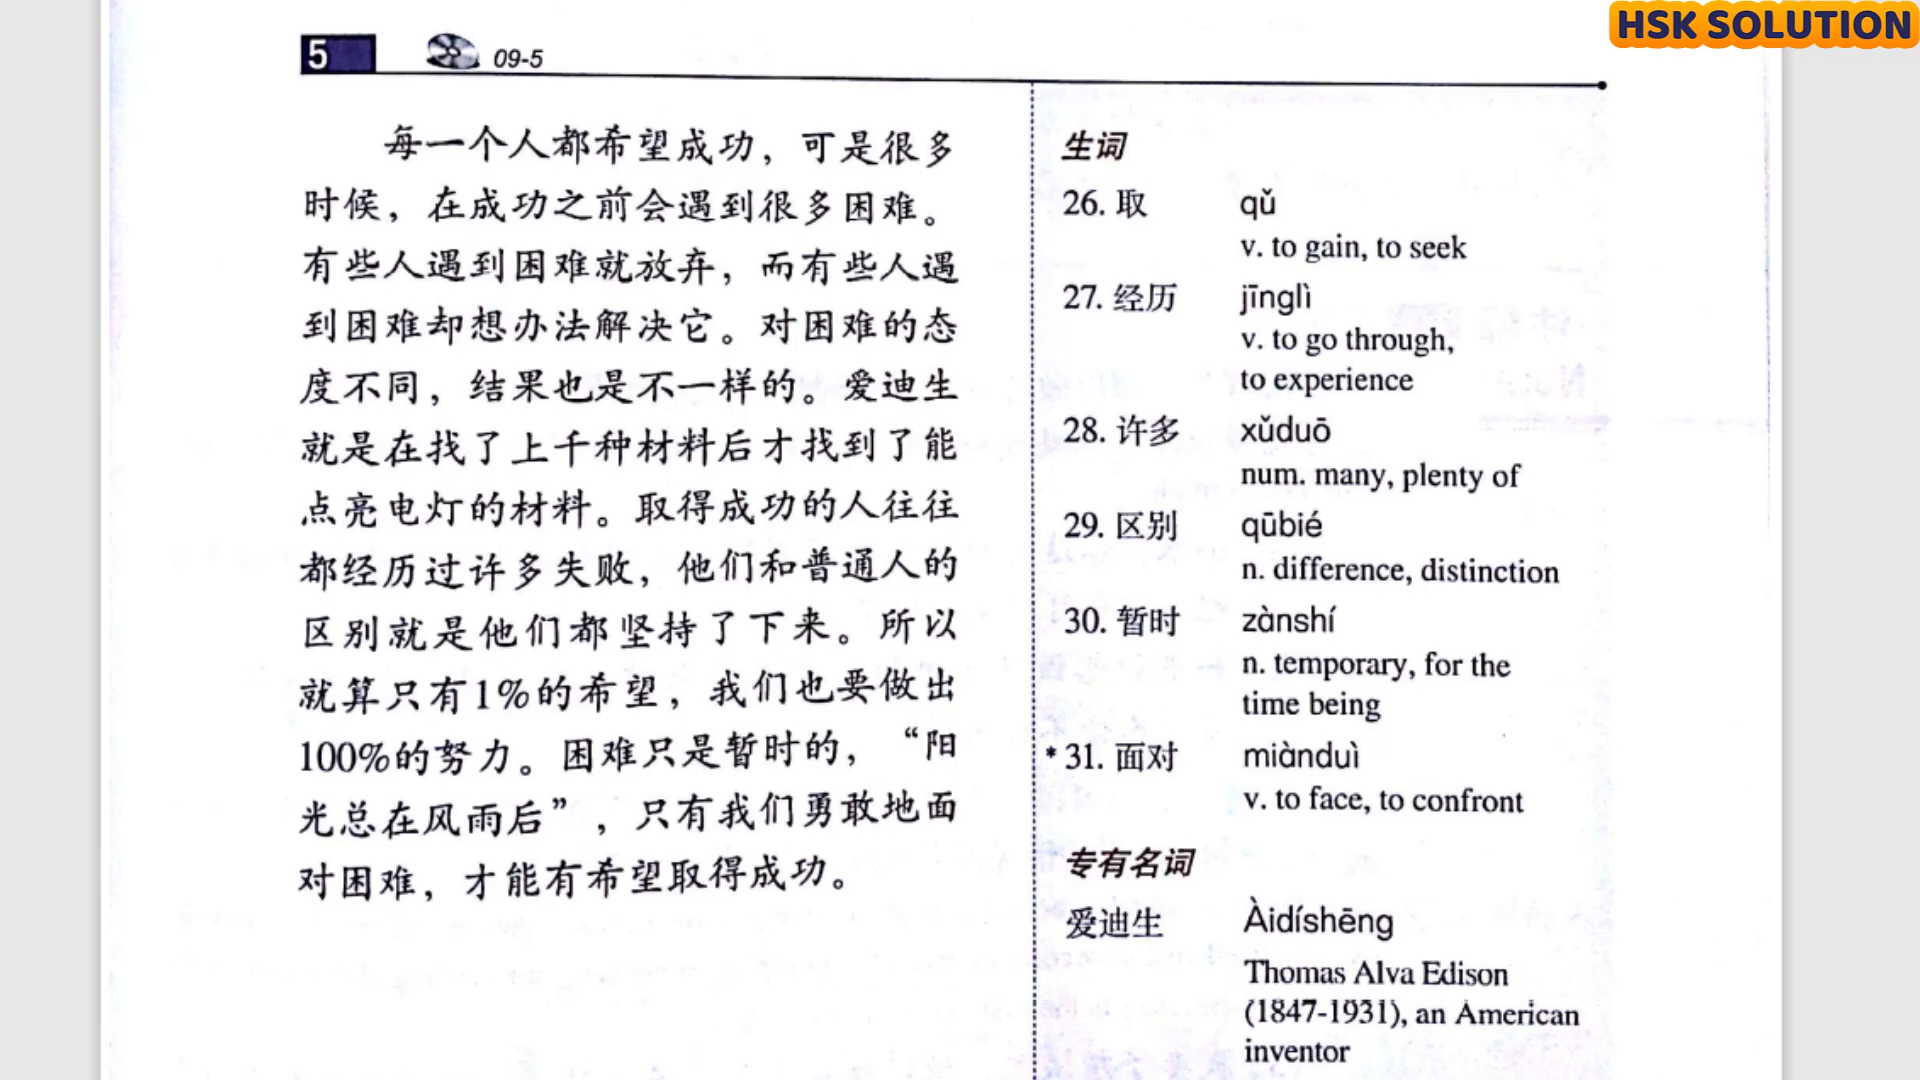 HSK SOLUTION
5
09-5
每一个人都希望成功，可是很多
时候，在成功之前会遇到很多困难。
有些人遇到困难就放弃，而有些人遇
到困难却想办法解决它。对困难的态
度不同，结果也是不一样的。爱迪生
就是在找了上千种材料后才找到了能
点亮电灯的材料。取得成功的人往往
都经历过许多失败，他们和普通人的
区别就是他们都坚持了下来。所以
就算只有1%的希望，我们也要做出
100%的努力。困难只是暂时的，“阳
光总在风雨后”，只有我们勇敢地面
对困难，才能有希望取得成功。
生词
26. 取 qǔ
v. to gain, to seek
27. 经历 jīnglì
v. to go through,
to experience
28. 许多 xǔduō
num. many, plenty of
29. 区别 qūbié
n. difference, distinction
30. 暂时 zànshí
n. temporary, for the
time being
*31. 面对 miànduì
v. to face, to confront
专有名词
爱迪生 Àidíshēng
Thomas Alva Edison
(1847-1931), an American
inventor